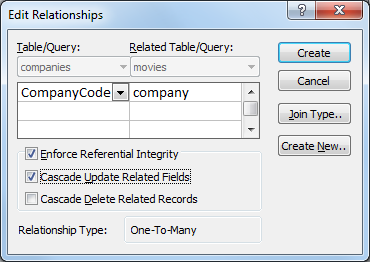 Edit Relationships
Table/Query: Related Table/Query:
companies movies
CompanyCode company
Create
Cancel
Join Type..
Create New..
Enforce Referential Integrity
Cascade Update Related Fields
Cascade Delete Related Records
Relationship Type: One-To-Many